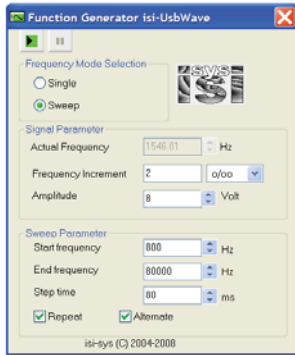 Function Generator isi-UsbWave
Frequency Mode Selection
Single
Sweep
isys
isi
Signal Parameter
Actual Frequency 1546.81 Hz
Frequency Increment 2 o/oo
Amplitude 8 Volt
Sweep Parameter
Start frequency 800 Hz
End frequency 80000 Hz
Step time 80 ms
Repeat Alternate
isi-sys (C) 2004-2008